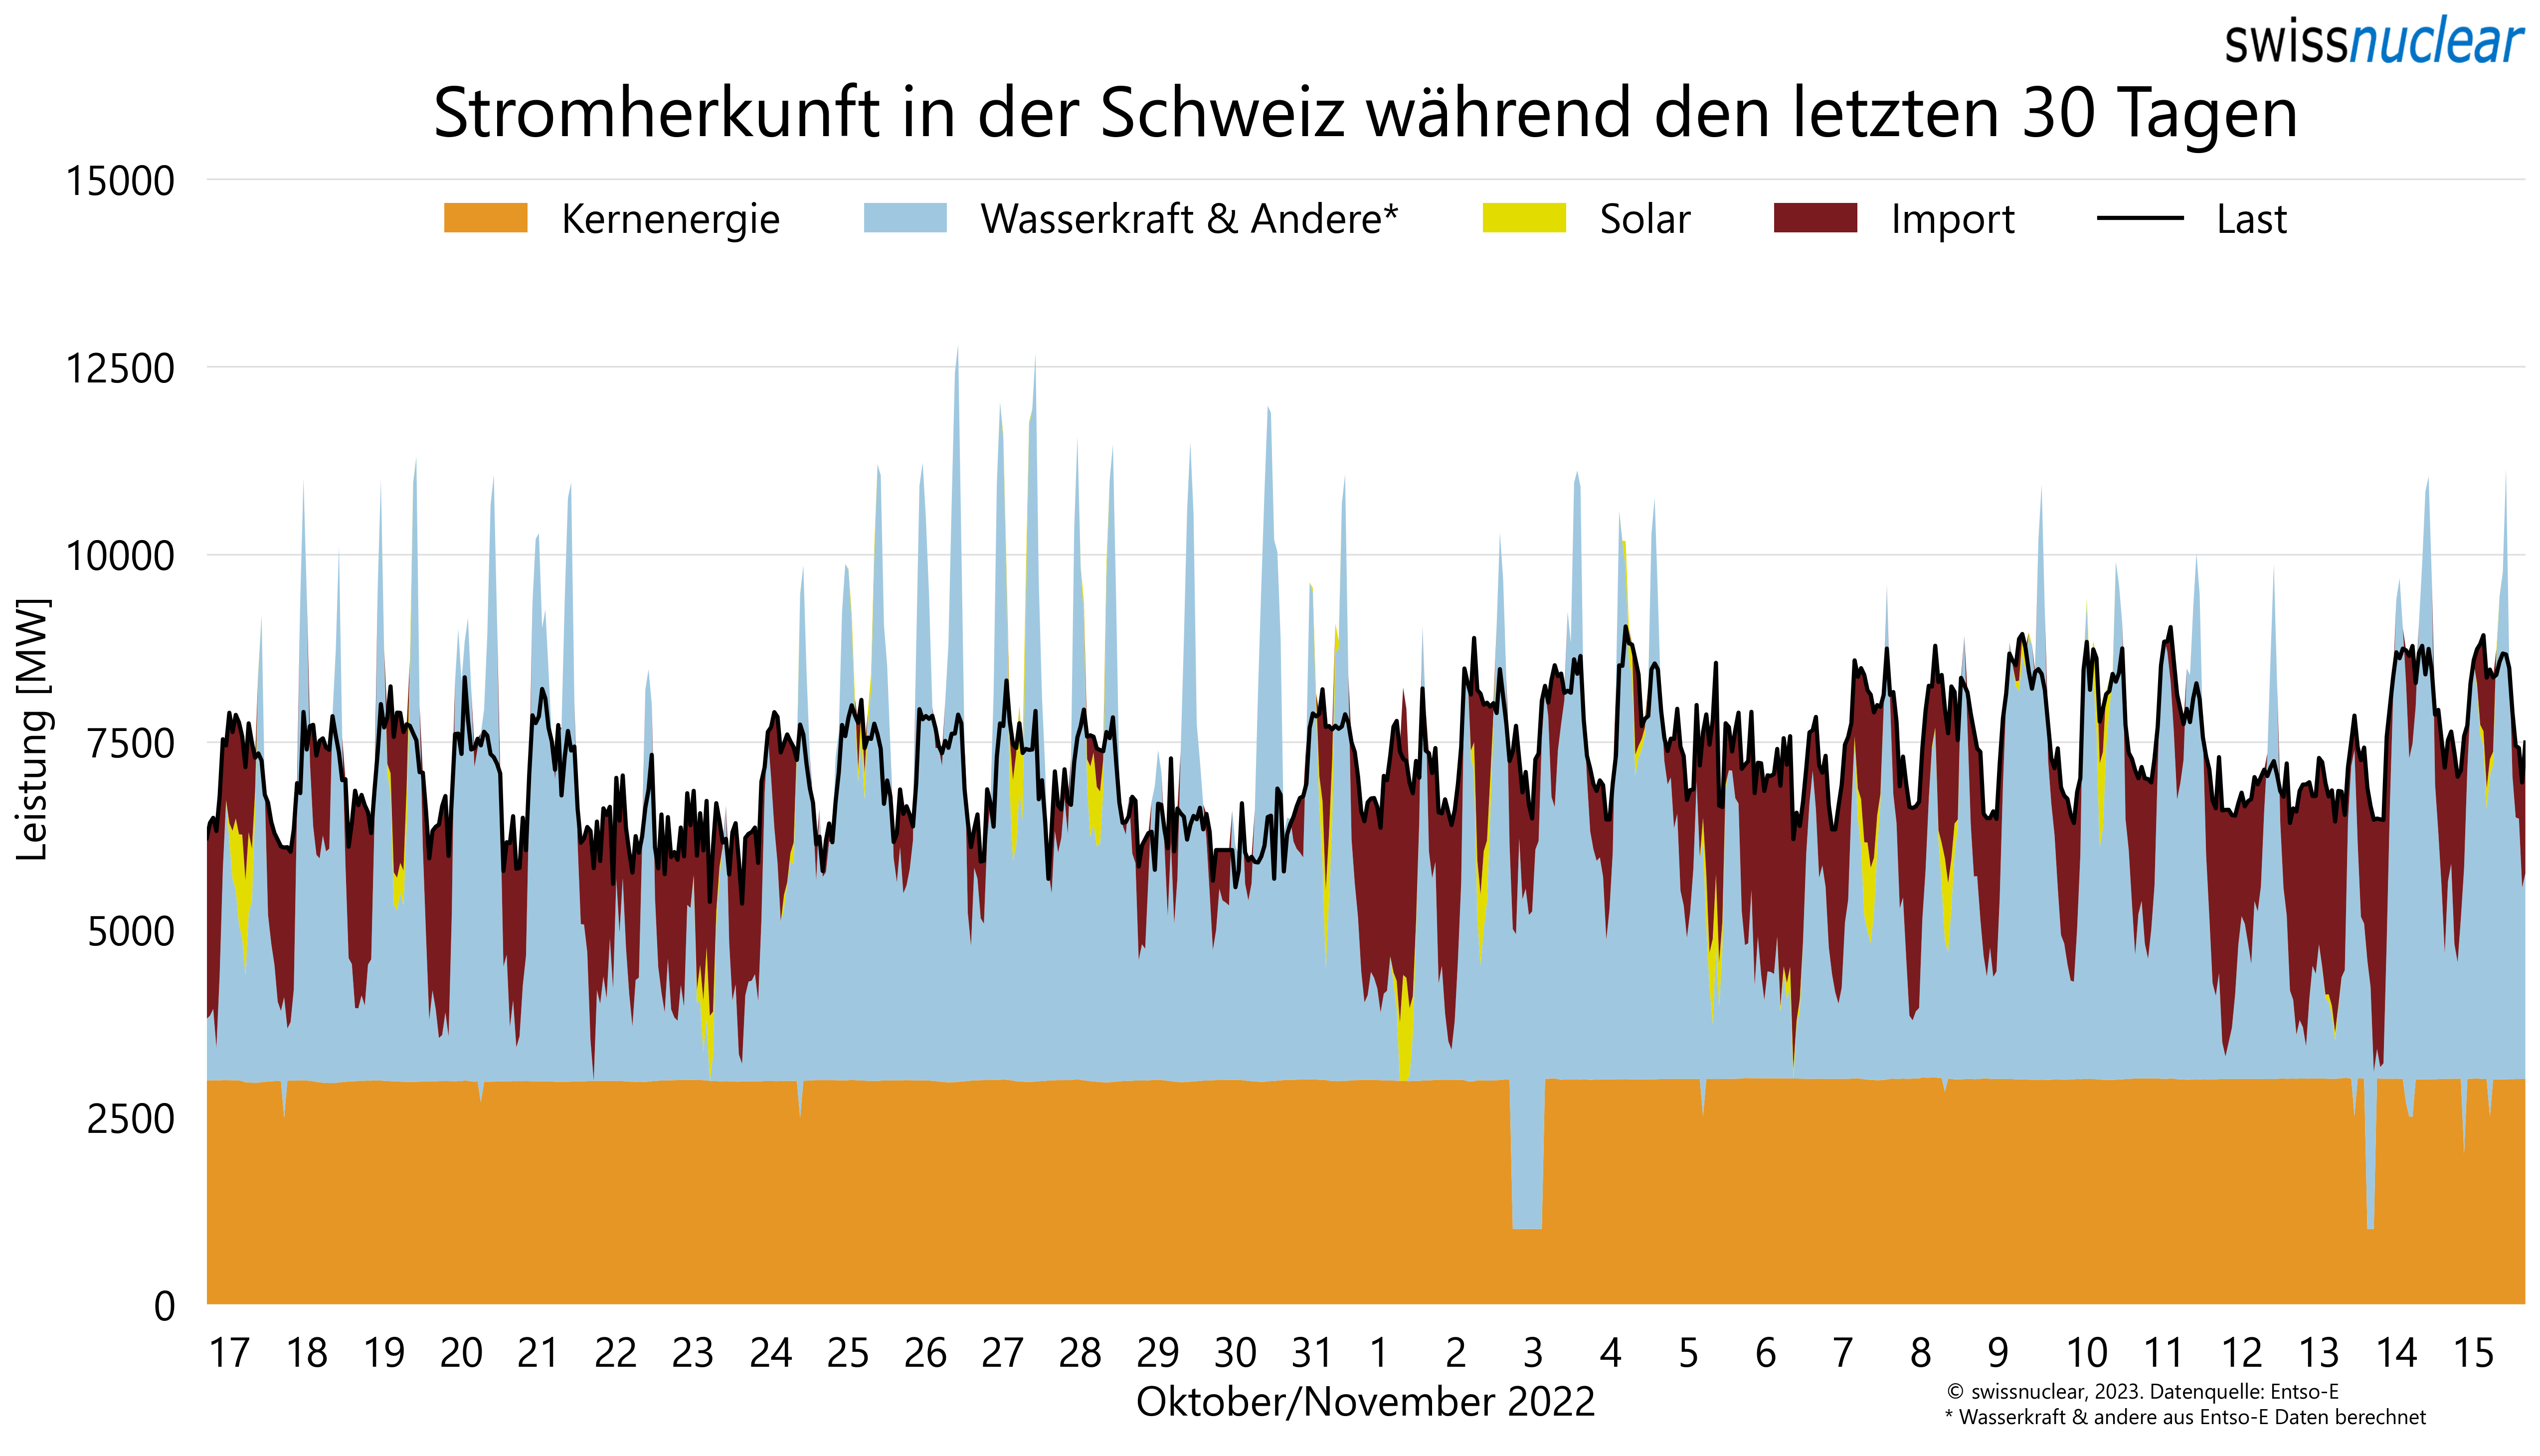 swissnuclear
Stromherkunft in der Schweiz während den letzten 30 Tagen
15000
Kernenergie Wasserkraft & Andere* Solar Import Last
12500
10000
7500
5000
2500
0
Leistung [MW]
17 18 19 20 21 22 23 24 25 26 27 28 29 30 31 1 2 3 4 5 6 7 8 9 10 11 12 13 14 15
Oktober/November 2022
© swissnuclear, 2023. Datenquelle: Entso-E
* Wasserkraft & andere aus Entso-E Daten berechnet